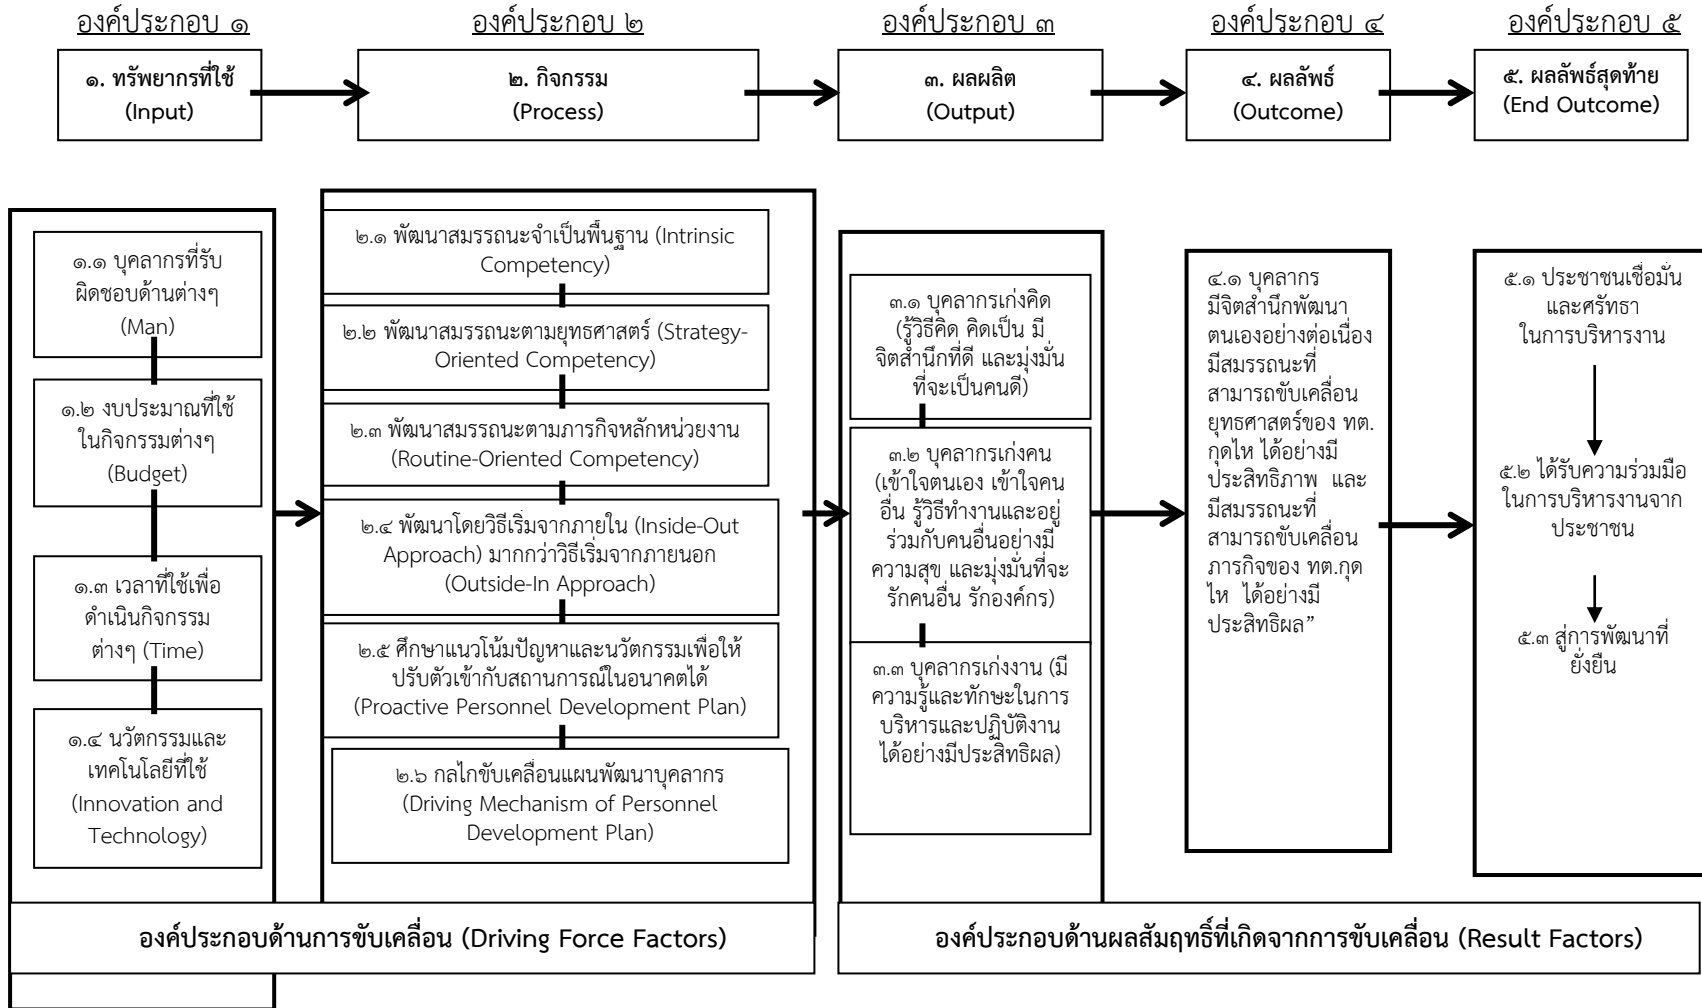 องค์ประกอบ ๑
องค์ประกอบ ๒
องค์ประกอบ ๓
องค์ประกอบ ๔
องค์ประกอบ ๕
๑. ทรัพยากรที่ใช้
(Input)
๒. กิจกรรม
(Process)
๓. ผลผลิต
(Output)
๔. ผลลัพธ์
(Outcome)
๕. ผลลัพธ์สุดท้าย
(End Outcome)
๑.๑ บุคลากรที่รับ
ผิดชอบด้านต่างๆ
(Man)
๑.๒ งบประมาณที่ใช้
ในกิจกรรมต่างๆ
(Budget)
๑.๓ เวลาที่ใช้เพื่อ
ดำเนินกิจกรรม
ต่างๆ (Time)
๑.๔ นวัตกรรมและ
เทคโนโลยีที่ใช้
(Innovation and
Technology)
๒.๑ พัฒนาสมรรถนะจำเป็นพื้นฐาน (Intrinsic
Competency)
๒.๒ พัฒนาสมรรถนะตามยุทธศาสตร์ (Strategy-
Oriented Competency)
๒.๓ พัฒนาสมรรถนะตามภารกิจหลักหน่วยงาน
(Routine-Oriented Competency)
๒.๔ พัฒนาโดยวิธีเริ่มจากภายใน (Inside-Out
Approach) มากกว่าวิธีเริ่มจากภายนอก
(Outside-In Approach)
๒.๕ ศึกษาแนวโน้มปัญหาและนวัตกรรมเพื่อให้
ปรับตัวเข้ากับสถานการณ์ในอนาคตได้
(Proactive Personnel Development Plan)
๒.๖ กลไกขับเคลื่อนแผนพัฒนาบุคลากร
(Driving Mechanism of Personnel
Development Plan)
๓.๑ บุคลากรเก่งคิด
(รู้วิธีคิด คิดเป็น มี
จิตสำนึกที่ดี และมุ่งมั่น
ที่จะเป็นคนดี)
๓.๒ บุคลากรเก่งคน
(เข้าใจตนเอง เข้าใจคน
อื่น รู้วิธีทำงานและอยู่
ร่วมกับคนอื่นอย่างมี
ความสุข และมุ่งมั่นที่จะ
รักคนอื่น รักองค์กร)
๓.๓ บุคลากรเก่งงาน (มี
ความรู้และทักษะในการ
บริหารและปฏิบัติงาน
ได้อย่างมีประสิทธิผล)
๔.๑ บุคลากร
มีจิตสำนึกพัฒนา
ตนเองอย่างต่อเนื่อง
มีสมรรถนะที่
สามารถขับเคลื่อน
ยุทธศาสตร์ของ ทต.
กุดไห ได้อย่างมี
ประสิทธิภาพ และ
มีสมรรถนะที่
สามารถขับเคลื่อน
ภารกิจของ ทต.กุด
ไห ได้อย่างมี
ประสิทธิผล”
๕.๑ ประชาชนเชื่อมั่น
และศรัทธา
ในการบริหารงาน
๕.๒ ได้รับความร่วมมือ
ในการบริหารงานจาก
ประชาชน
๕.๓ สู่การพัฒนาที่
ยั่งยืน
องค์ประกอบด้านการขับเคลื่อน (Driving Force Factors)
องค์ประกอบด้านผลสัมฤทธิ์ที่เกิดจากการขับเคลื่อน (Result Factors)